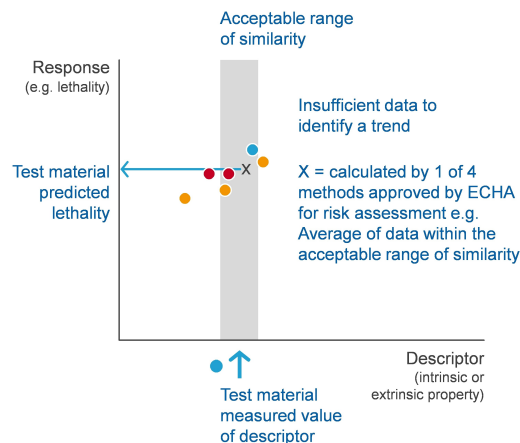 Acceptable range
of similarity
Response
(e.g. lethality)
Insufficient data to
identify a trend
Test material
predicted
lethality
X
X = calculated by 1 of 4
methods approved by ECHA
for risk assessment e.g.
Average of data within the
acceptable range of similarity
Descriptor
(intrinsic or
extrinsic property)
Test material
measured value
of descriptor